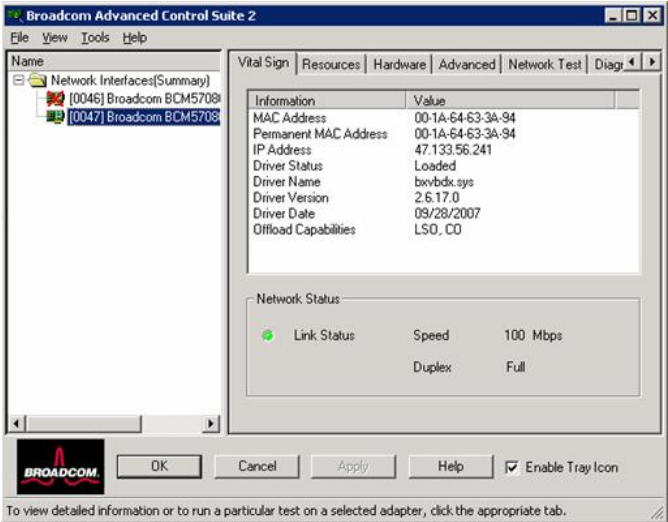 Broadcom Advanced Control Suite 2
File View Tools Help
Name
Network Interfaces(Summary)
[0046] Broadcom BCM5708
[0047] Broadcom BCM5708
Vital Sign Resources Hardware Advanced Network Test Diagr
Information Value
MAC Address 00-1A-64-63-3A-94
Permanent MAC Address 00-1A-64-63-3A-94
IP Address 47.133.56.241
Driver Status Loaded
Driver Name bxvbdx.sys
Driver Version 2.6.17.0
Driver Date 09/28/2007
Offload Capabilities LSO, CO
Network Status
Link Status Speed 100 Mbps
Duplex Full
BROADCOM.
OK Cancel Apply Help Enable Tray Icon
To view detailed information or to run a particular test on a selected adapter, click the appropriate tab.